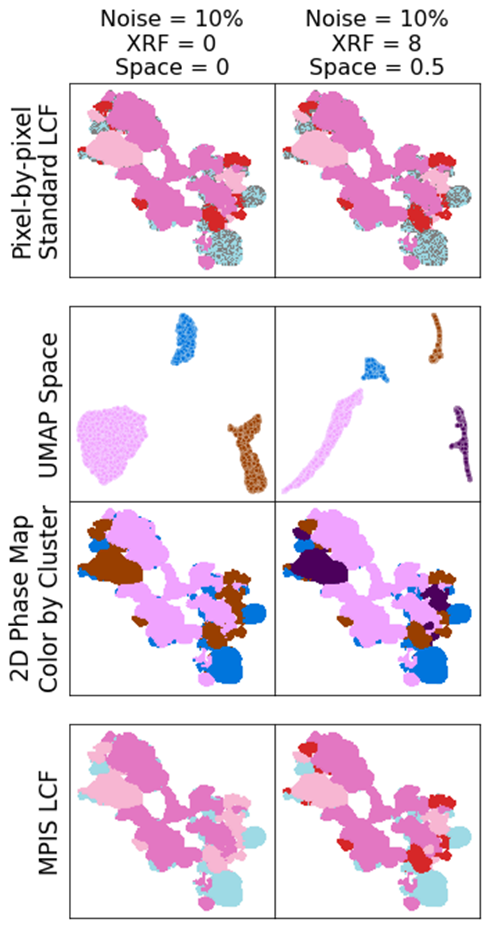 Noise = 10%
XRF = 0
Space = 0
Noise = 10%
XRF = 8
Space = 0.5
Pixel-by-pixel
Standard LCF
UMAP Space
2D Phase Map
Color by Cluster
MPIS LCF